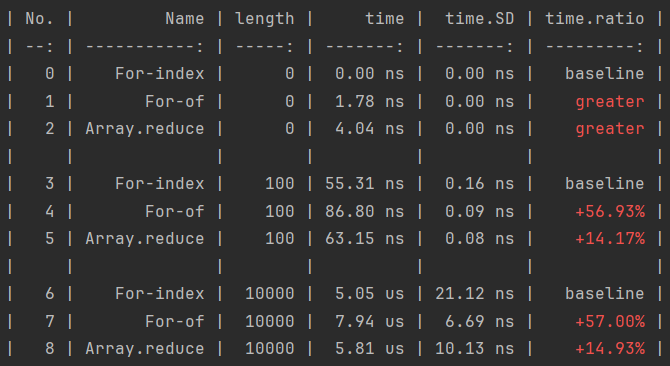 | No. |         Name | length |     time |  time.SD | time.ratio |
| --: | -----------: | -----: | -------: | -------: | ---------: |
|   0 |    For-index |      0 |  0.00 ns |  0.00 ns |   baseline |
|   1 |       For-of |      0 |  1.78 ns |  0.00 ns |    greater |
|   2 | Array.reduce |      0 |  4.04 ns |  0.00 ns |    greater |
|     |              |        |          |          |            |
|   3 |    For-index |    100 | 55.31 ns |  0.16 ns |   baseline |
|   4 |       For-of |    100 | 86.80 ns |  0.09 ns |    +56.93% |
|   5 | Array.reduce |    100 | 63.15 ns |  0.08 ns |    +14.17% |
|     |              |        |          |          |            |
|   6 |    For-index |  10000 |  5.05 us | 21.12 ns |   baseline |
|   7 |       For-of |  10000 |  7.94 us |  6.69 ns |    +57.00% |
|   8 | Array.reduce |  10000 |  5.81 us | 10.13 ns |    +14.93% |